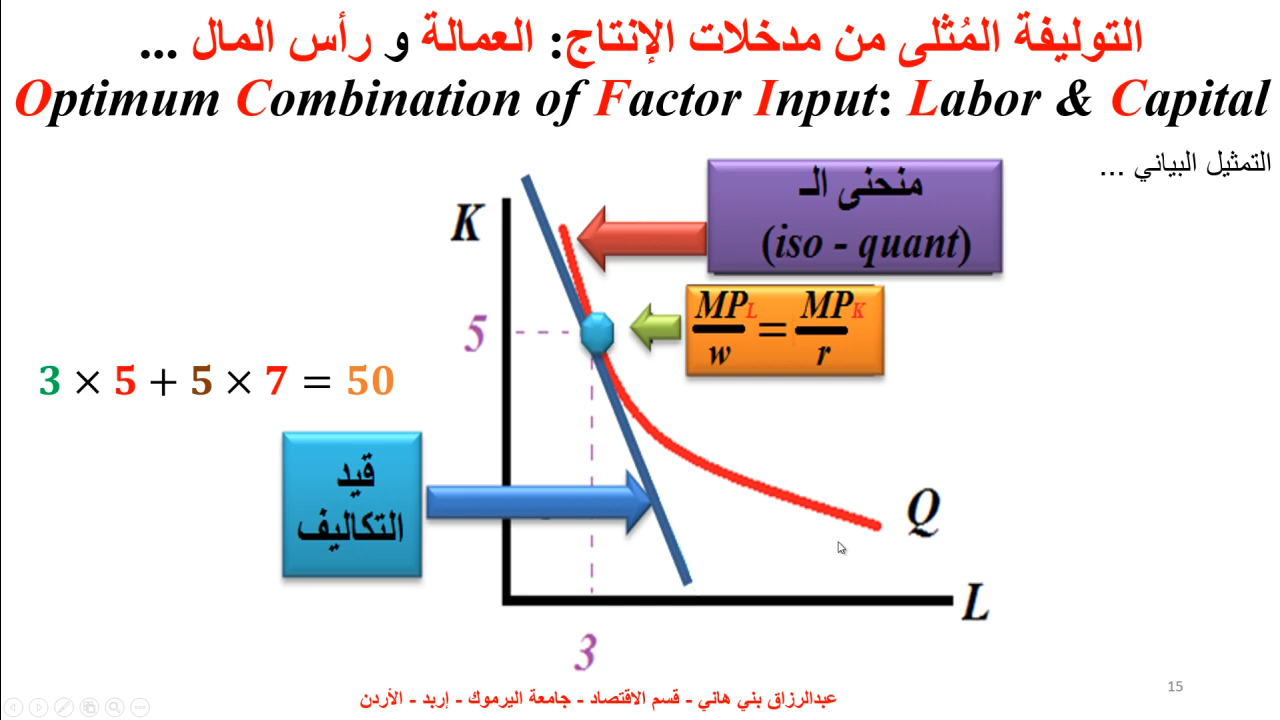 التوليفة المُثلى من مدخلات الإنتاج: العمالة و رأس المال ...
Optimum Combination of Factor Input: Labor & Capital
التمثيل البياني ...
منحنى الـ
(iso - quant)
K
MP_L / w = MP_K / r
5
3 × 5 + 5 × 7 = 50
قيد
التكاليف
Q
L
3
عبدالرزاق بني هاني - قسم الاقتصاد - جامعة اليرموك - إربد - الأردن
15